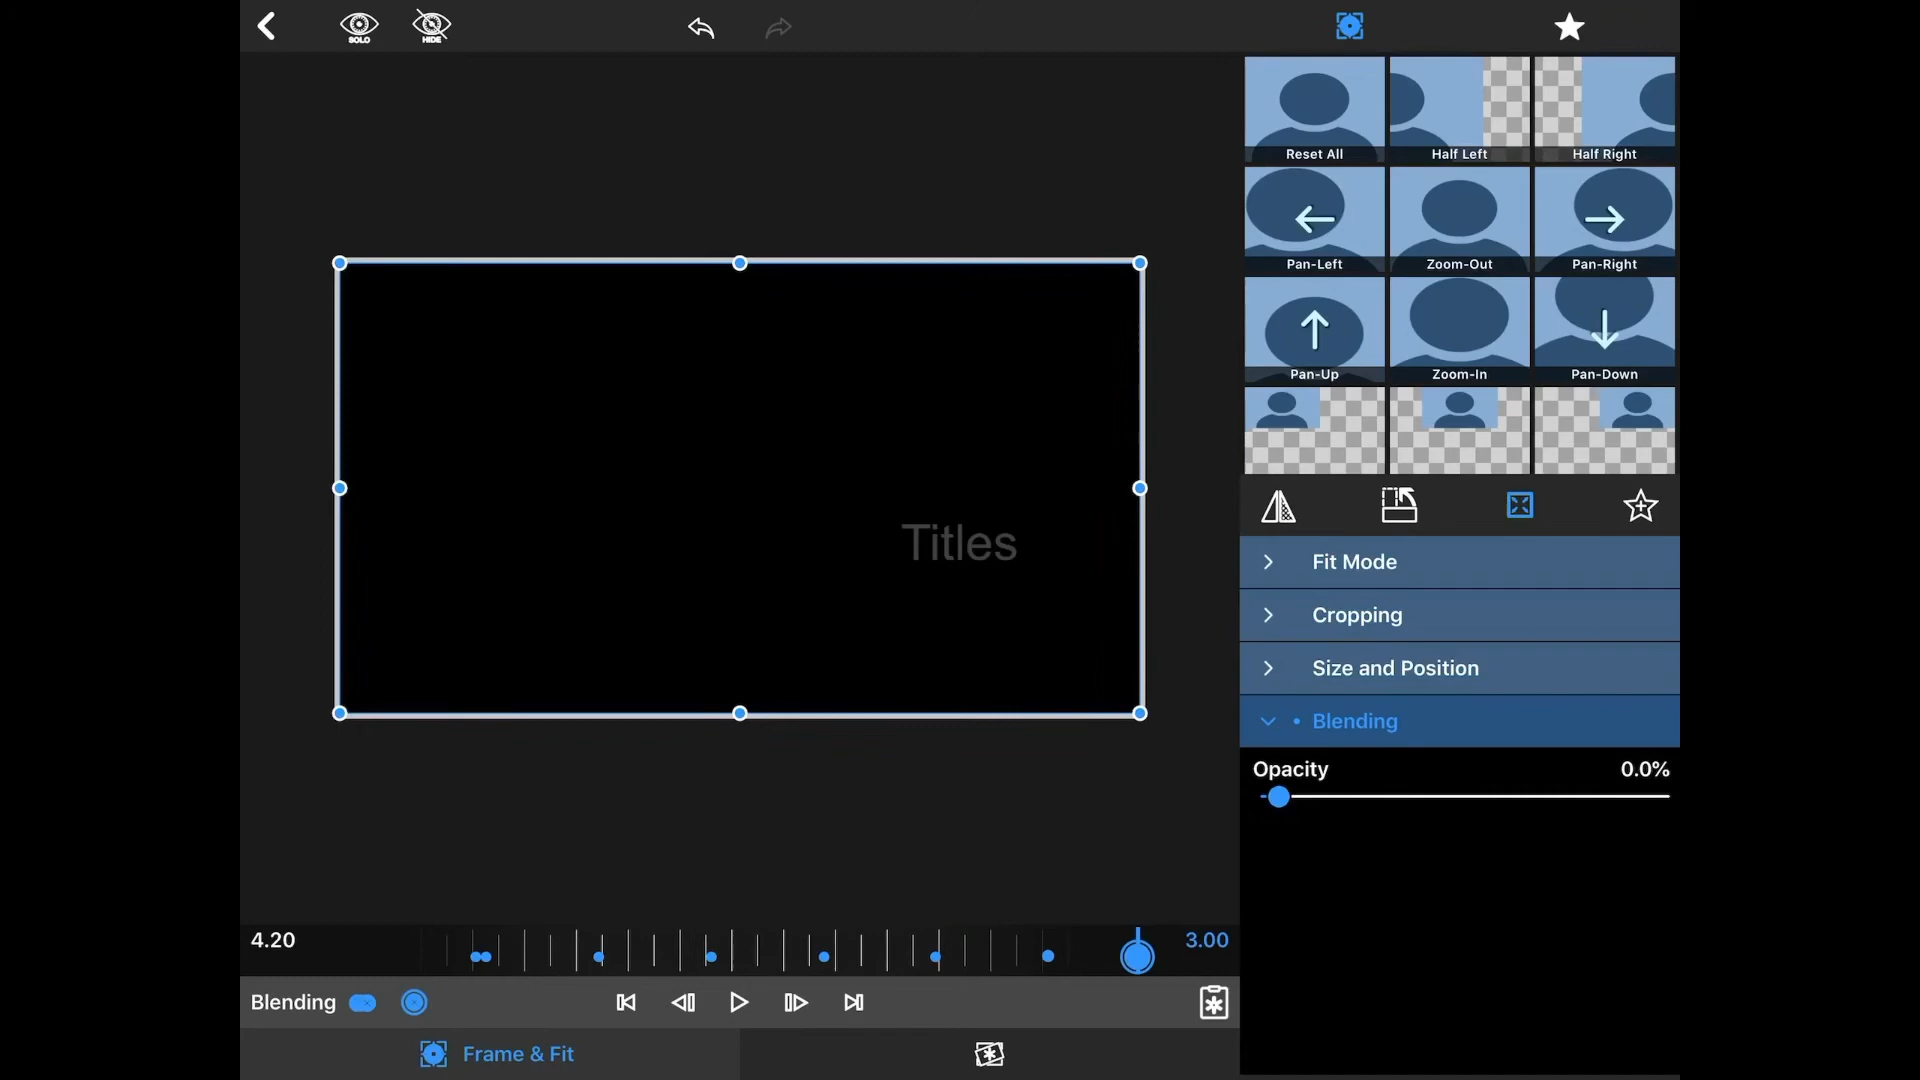 SOLO
HIDE
Reset All
Half Left
Half Right
Pan-Left
Zoom-Out
Pan-Right
Pan-Up
Zoom-In
Pan-Down
Titles
Fit Mode
Cropping
Size and Position
Blending
Opacity
0.0%
4.20
3.00
Blending
Frame & Fit